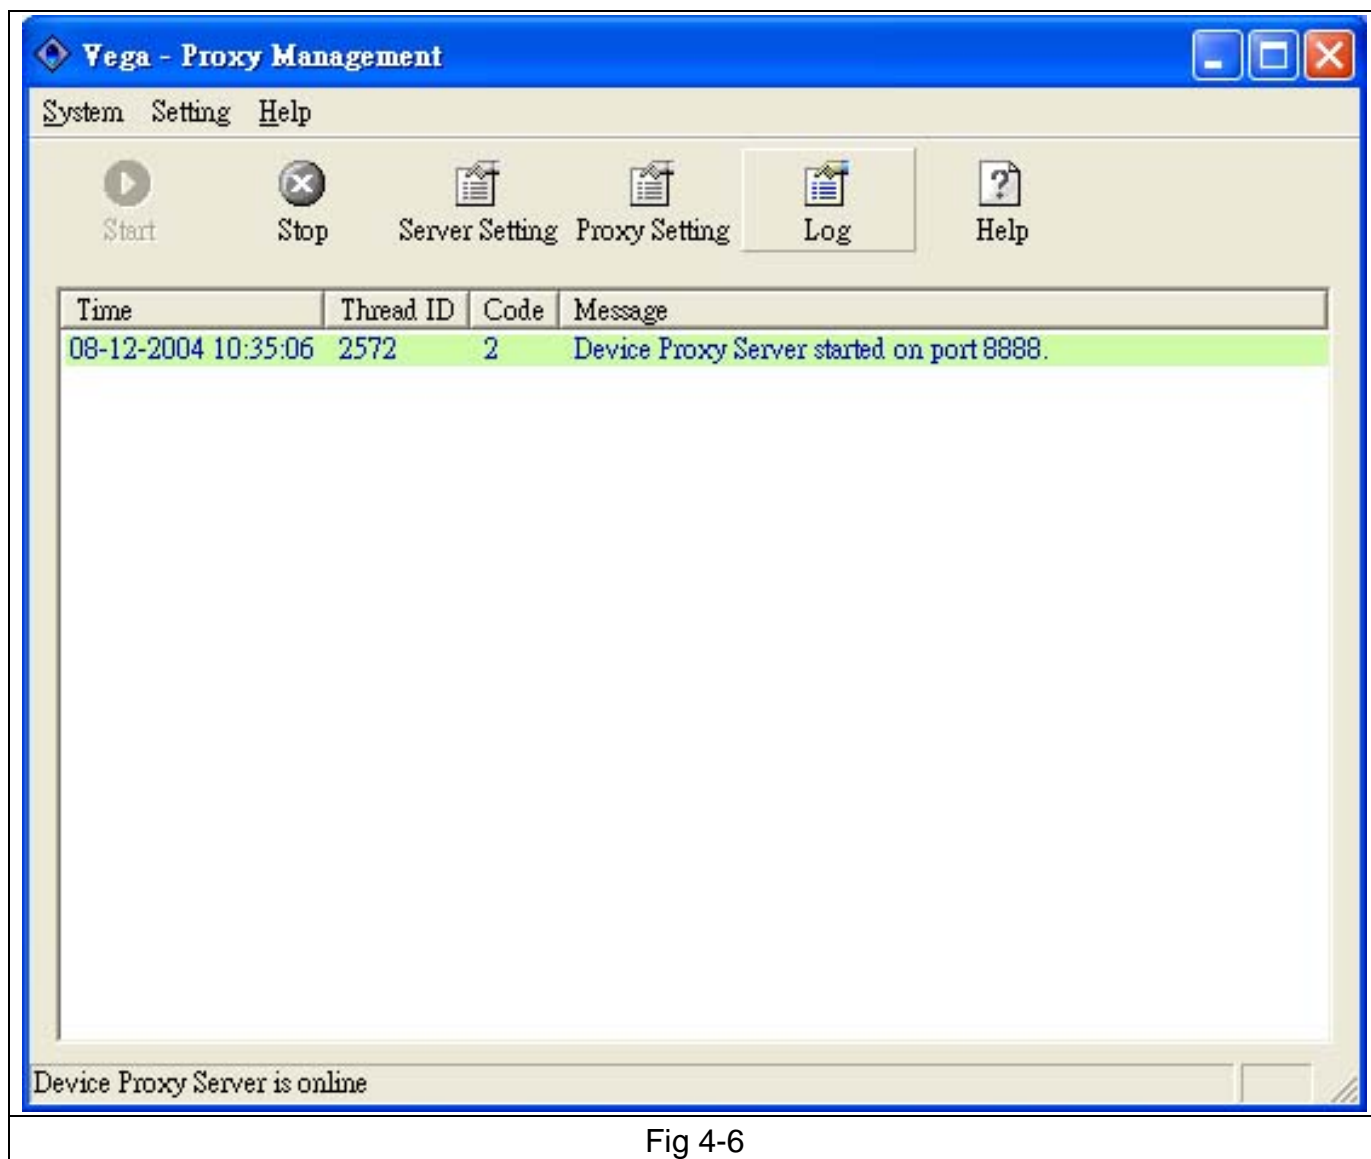 Vega - Proxy Management
System Setting Help
Start Stop Server Setting Proxy Setting Log Help
Time Thread ID Code Message
08-12-2004 10:35:06 2572 2 Device Proxy Server started on port 8888.
Device Proxy Server is online
Fig 4-6